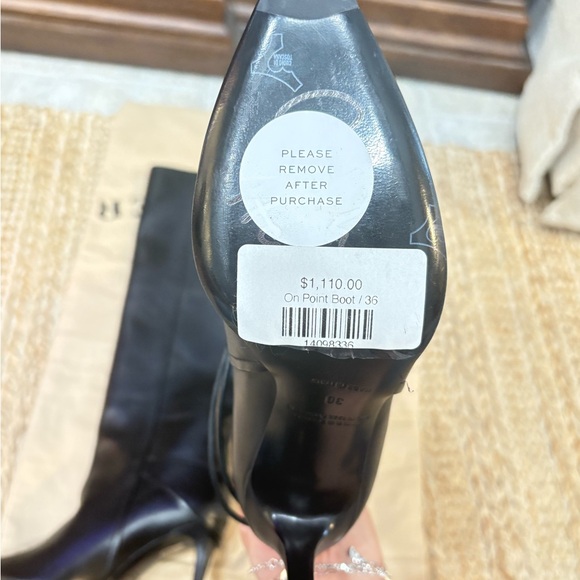 PLEASE
REMOVE
AFTER
PURCHASE
$1,110.00
On Point Boot / 36
14098336